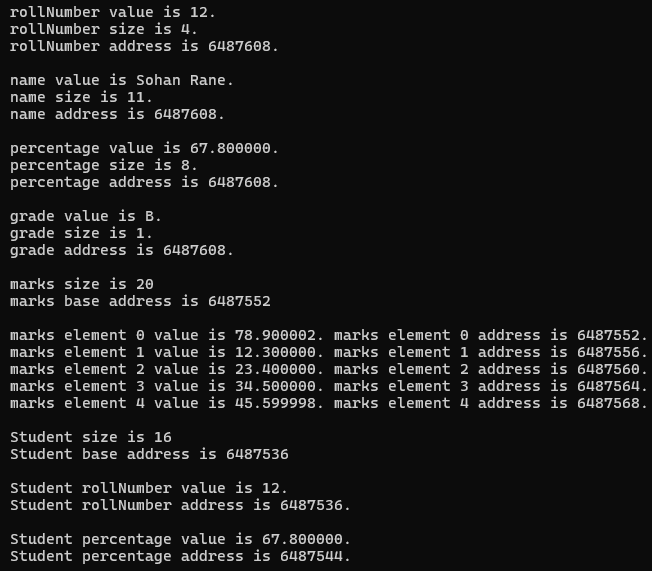 rollNumber value is 12.
rollNumber size is 4.
rollNumber address is 6487608.
name value is Sohan Rane.
name size is 11.
name address is 6487608.
percentage value is 67.800000.
percentage size is 8.
percentage address is 6487608.
grade value is B.
grade size is 1.
grade address is 6487608.
marks size is 20
marks base address is 6487552
marks element 0 value is 78.900002. marks element 0 address is 6487552.
marks element 1 value is 12.300000. marks element 1 address is 6487556.
marks element 2 value is 23.400000. marks element 2 address is 6487560.
marks element 3 value is 34.500000. marks element 3 address is 6487564.
marks element 4 value is 45.599998. marks element 4 address is 6487568.
Student size is 16
Student base address is 6487536
Student rollNumber value is 12.
Student rollNumber address is 6487536.
Student percentage value is 67.800000.
Student percentage address is 6487544.